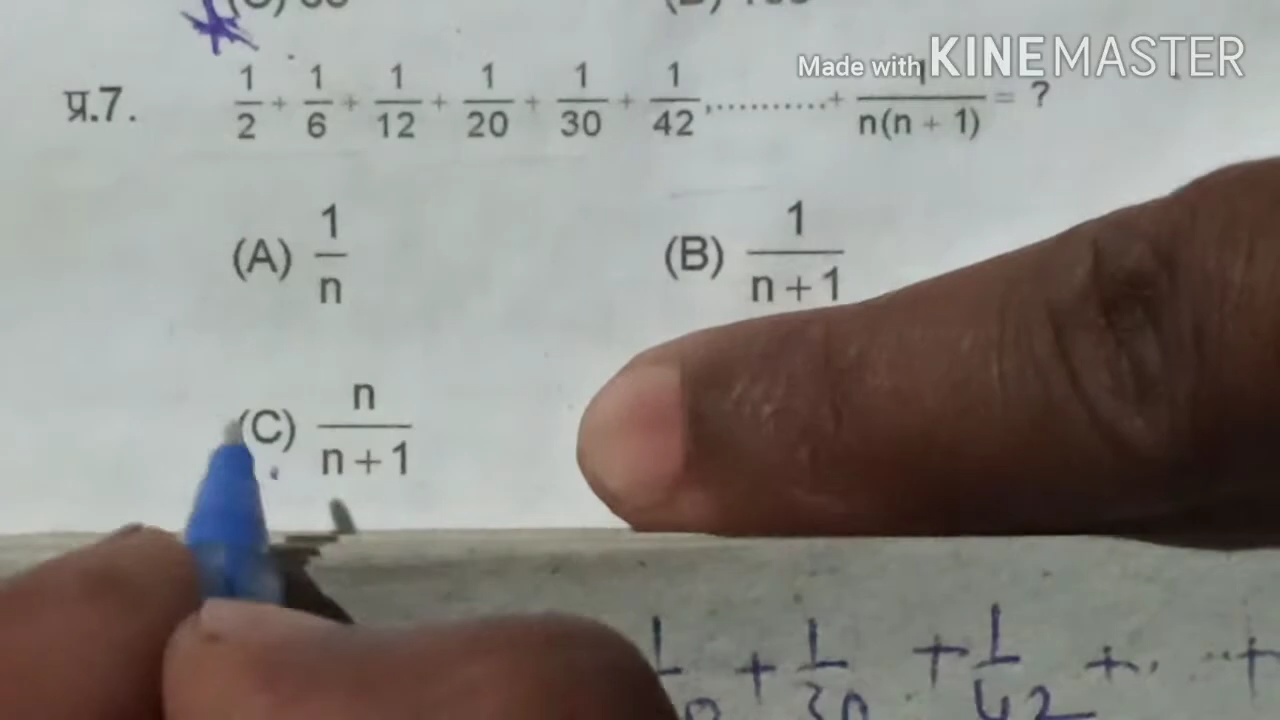 Made with KINEMASTER
प्र.7. 1/2 + 1/6 + 1/12 + 1/20 + 1/30 + 1/42, ..........+ 1/n(n + 1) = ?
(A) 1/n (B) 1/n + 1
(C) n/n + 1
+ 1/30 + 1/42 + . .. +